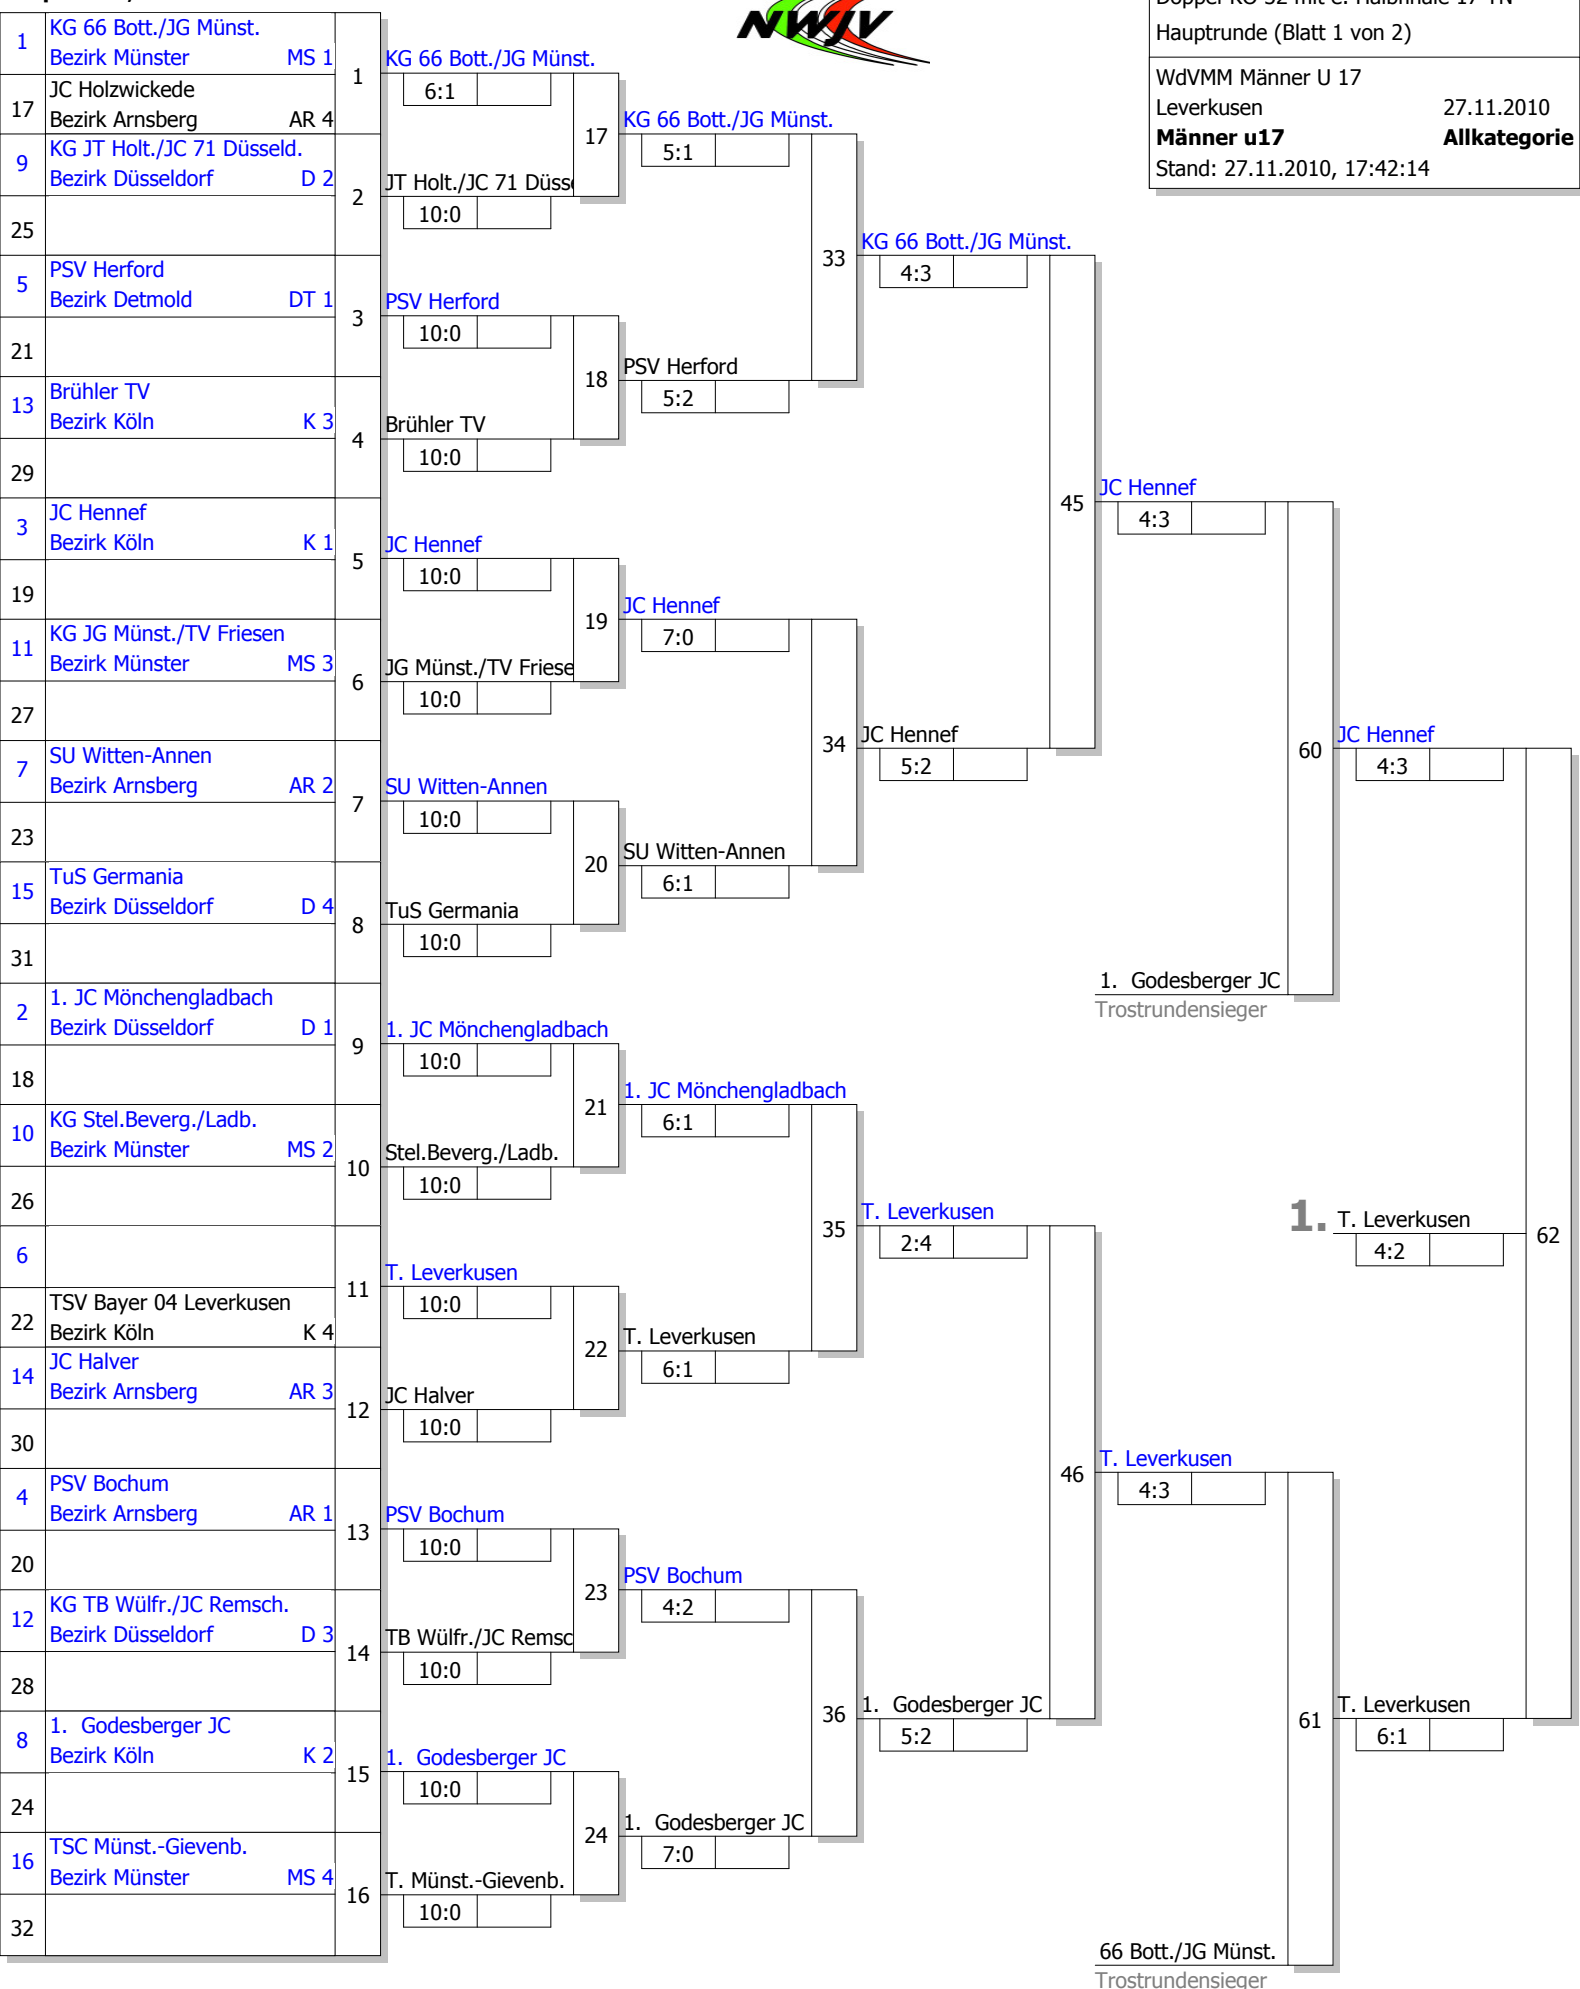 NWJV
Hauptrunde (Blatt 1 von 2)
WdVMM Männer U 17
Leverkusen 27.11.2010
Männer u17 Allkategorie
Stand: 27.11.2010, 17:42:14
1 KG 66 Bott./JG Münst.
Bezirk Münster MS 1
17 JC Holzwickede
Bezirk Arnsberg AR 4
9 KG JT Holt./JC 71 Düsseld.
Bezirk Düsseldorf D 2
25
5 PSV Herford
Bezirk Detmold DT 1
21
13 Brühler TV
Bezirk Köln K 3
29
3 JC Hennef
Bezirk Köln K 1
19
11 KG JG Münst./TV Friesen
Bezirk Münster MS 3
27
7 SU Witten-Annen
Bezirk Arnsberg AR 2
23
15 TuS Germania
Bezirk Düsseldorf D 4
31
2 1. JC Mönchengladbach
Bezirk Düsseldorf D 1
18
10 KG Stel.Beverg./Ladb.
Bezirk Münster MS 2
26
6
22 TSV Bayer 04 Leverkusen
Bezirk Köln K 4
14 JC Halver
Bezirk Arnsberg AR 3
30
4 PSV Bochum
Bezirk Arnsberg AR 1
20
12 KG TB Wülfr./JC Remsch.
Bezirk Düsseldorf D 3
28
8 1. Godesberger JC
Bezirk Köln K 2
24
16 TSC Münst.-Gievenb.
Bezirk Münster MS 4
32
1 KG 66 Bott./JG Münst.
6:1
2 JT Holt./JC 71 Düss
10:0
3 PSV Herford
10:0
4 Brühler TV
10:0
5 JC Hennef
10:0
6 JG Münst./TV Friese
10:0
7 SU Witten-Annen
10:0
8 TuS Germania
10:0
9 1. JC Mönchengladbach
10:0
10 Stel.Beverg./Ladb.
10:0
11 T. Leverkusen
10:0
12 JC Halver
10:0
13 PSV Bochum
10:0
14 TB Wülfr./JC Remsc
10:0
15 1. Godesberger JC
10:0
16 T. Münst.-Gievenb.
10:0
17 KG 66 Bott./JG Münst.
5:1
18 PSV Herford
5:2
19 JC Hennef
7:0
20 SU Witten-Annen
6:1
21 1. JC Mönchengladbach
6:1
22 T. Leverkusen
6:1
23 PSV Bochum
4:2
24 1. Godesberger JC
7:0
33 KG 66 Bott./JG Münst.
4:3
34 JC Hennef
5:2
35 T. Leverkusen
2:4
36 1. Godesberger JC
5:2
45 JC Hennef
4:3
1. Godesberger JC
Trostrundensieger
46 T. Leverkusen
4:3
66 Bott./JG Münst.
Trostrundensieger
60 JC Hennef
4:3
61 T. Leverkusen
6:1
1. T. Leverkusen 62
4:2